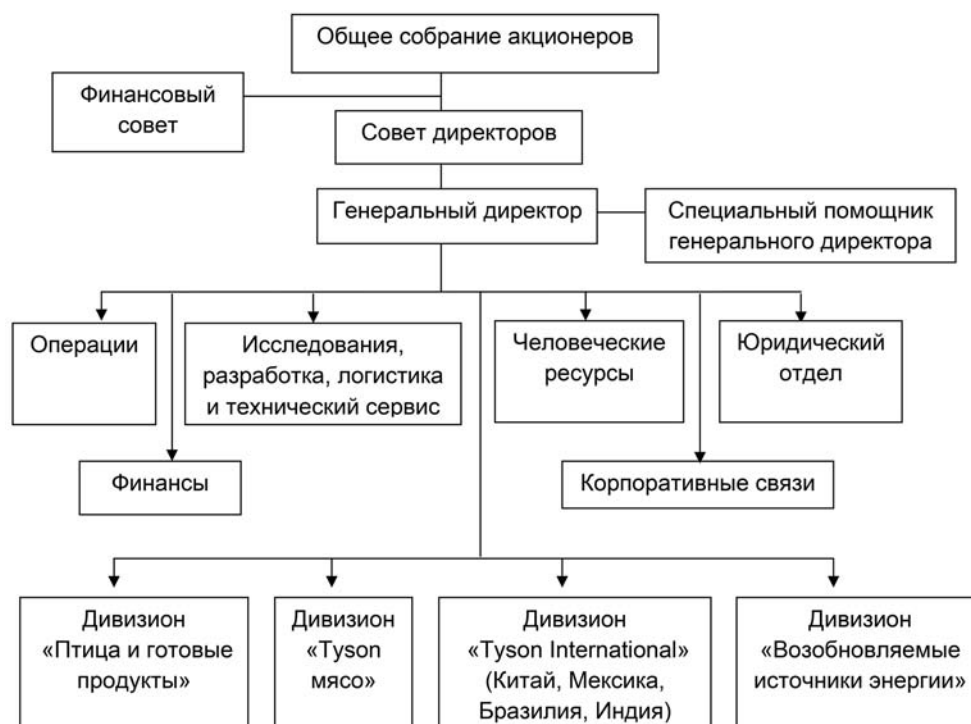 Общее собрание акционеров
Финансовый
совет
Совет директоров
Генеральный директор
Специальный помощник
генерального директора
Операции
Исследования,
разработка, логистика
и технический сервис
Человеческие
ресурсы
Юридический
отдел
Финансы
Корпоративные связи
Дивизион
«Птица и готовые
продукты»
Дивизион
«Tyson
мясо»
Дивизион
«Tyson International»
(Китай, Мексика,
Бразилия, Индия)
Дивизион
«Возобновляемые
источники энергии»